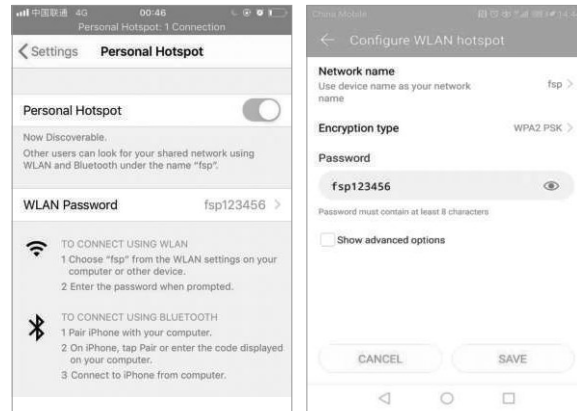 中国联通 4G 00:46
Personal Hotspot: 1 Connection
Settings Personal Hotspot
Personal Hotspot
Now Discoverable.
Other users can look for your shared network using
WLAN and Bluetooth under the name “fsp”.
WLAN Password fsp123456
TO CONNECT USING WLAN
1 Choose “fsp” from the WLAN settings on your
computer or other device.
2 Enter the password when prompted.
TO CONNECT USING BLUETOOTH
1 Pair iPhone with your computer.
2 On iPhone, tap Pair or enter the code displayed
on your computer.
3 Connect to iPhone from computer.
China Mobile
Configure WLAN hotspot
Network name
Use device name as your network
name
fsp
Encryption type WPA2 PSK
Password
fsp123456
Password must contain at least 8 characters
Show advanced options
CANCEL SAVE